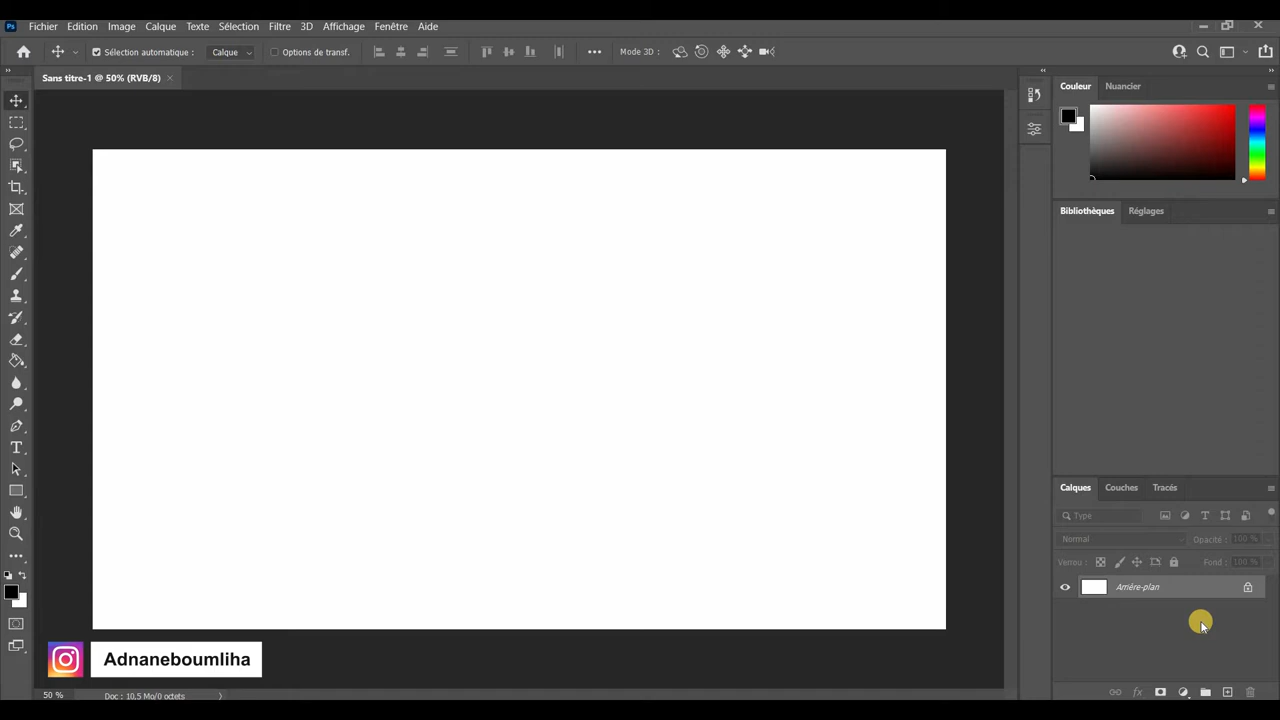 Ps Fichier Edition Image Calque Texte Sélection Filtre 3D Affichage Fenêtre Aide
Sélection automatique : Calque Options de transf. Mode 3D :
Sans titre-1 @ 50% (RVB/8)
Couleur Nuancier
Bibliothèques Réglages
Calques Couches Tracés
Type
Normal Opacité : 100 %
Verrou : Fond : 100 %
Arrière-plan
Adnaneboumliha
50 % Doc : 10,5 Mo/0 octets